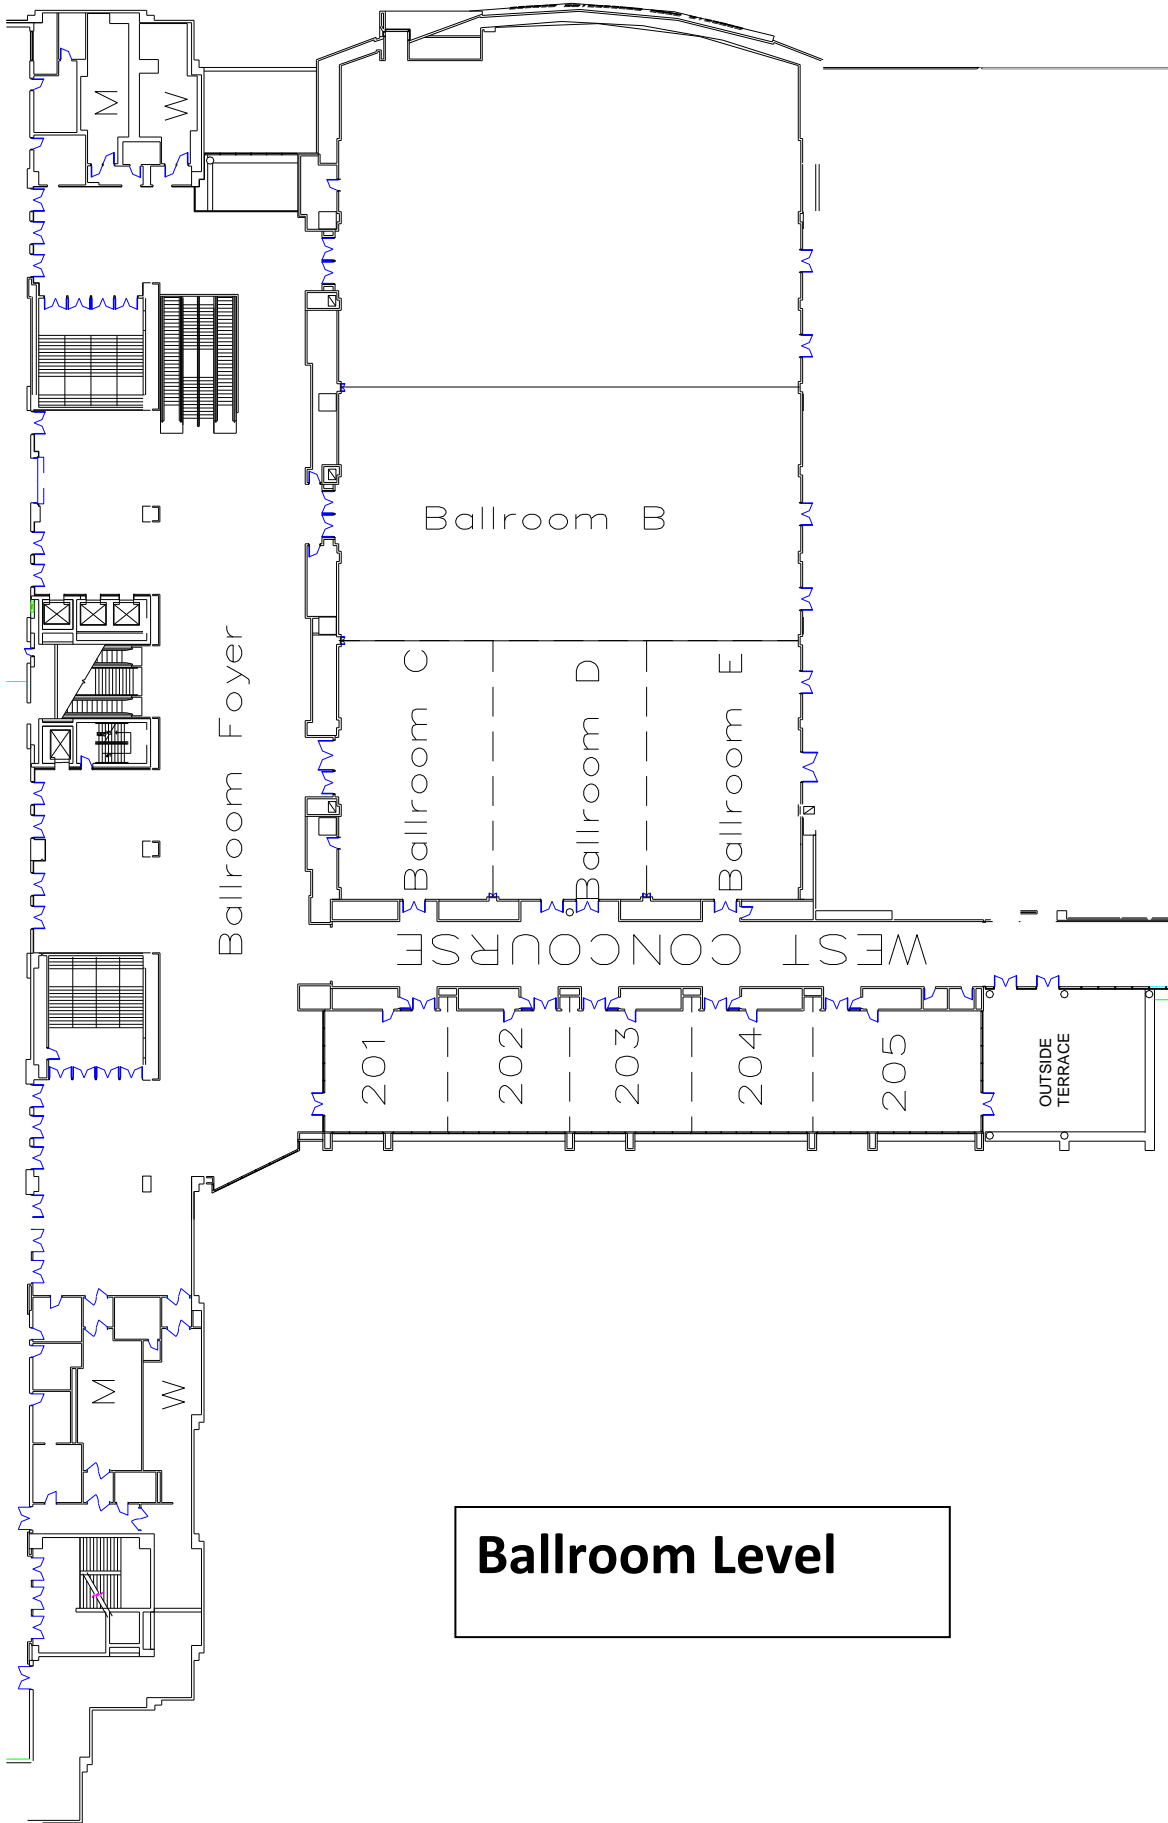 M
W
Ballroom B
Ballroom Foyer
Ballroom C
Ballroom D
Ballroom E
WEST CONCOURSE
201
202
203
204
205
OUTSIDE
TERRACE
M
W
Ballroom Level